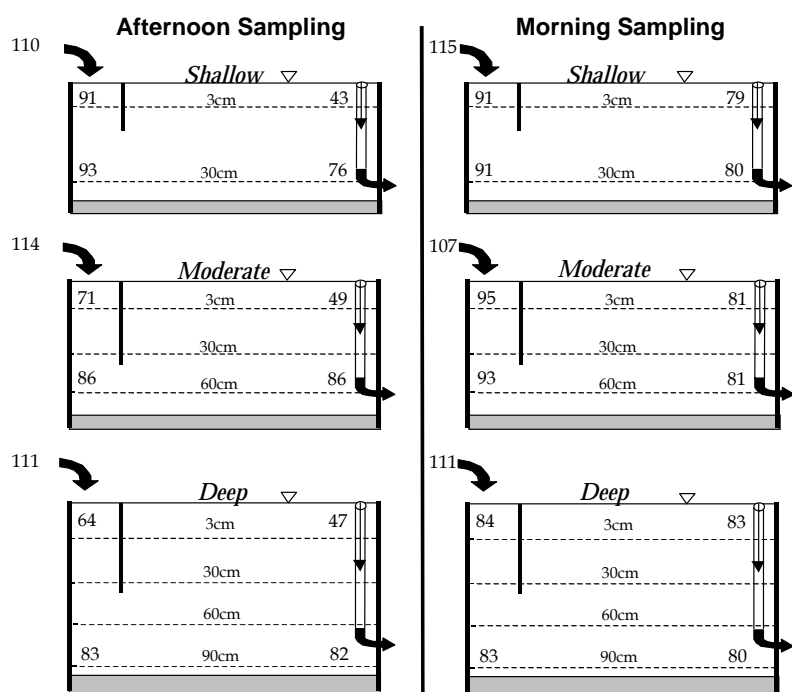 Afternoon Sampling
110
Shallow
91 3cm 43
93 30cm 76
114
Moderate
71 3cm 49
30cm
86 60cm 86
111
Deep
64 3cm 47
30cm
60cm
83 90cm 82
Morning Sampling
115
Shallow
91 3cm 79
91 30cm 80
107
Moderate
95 3cm 81
30cm
93 60cm 81
111
Deep
84 3cm 83
30cm
60cm
83 90cm 80